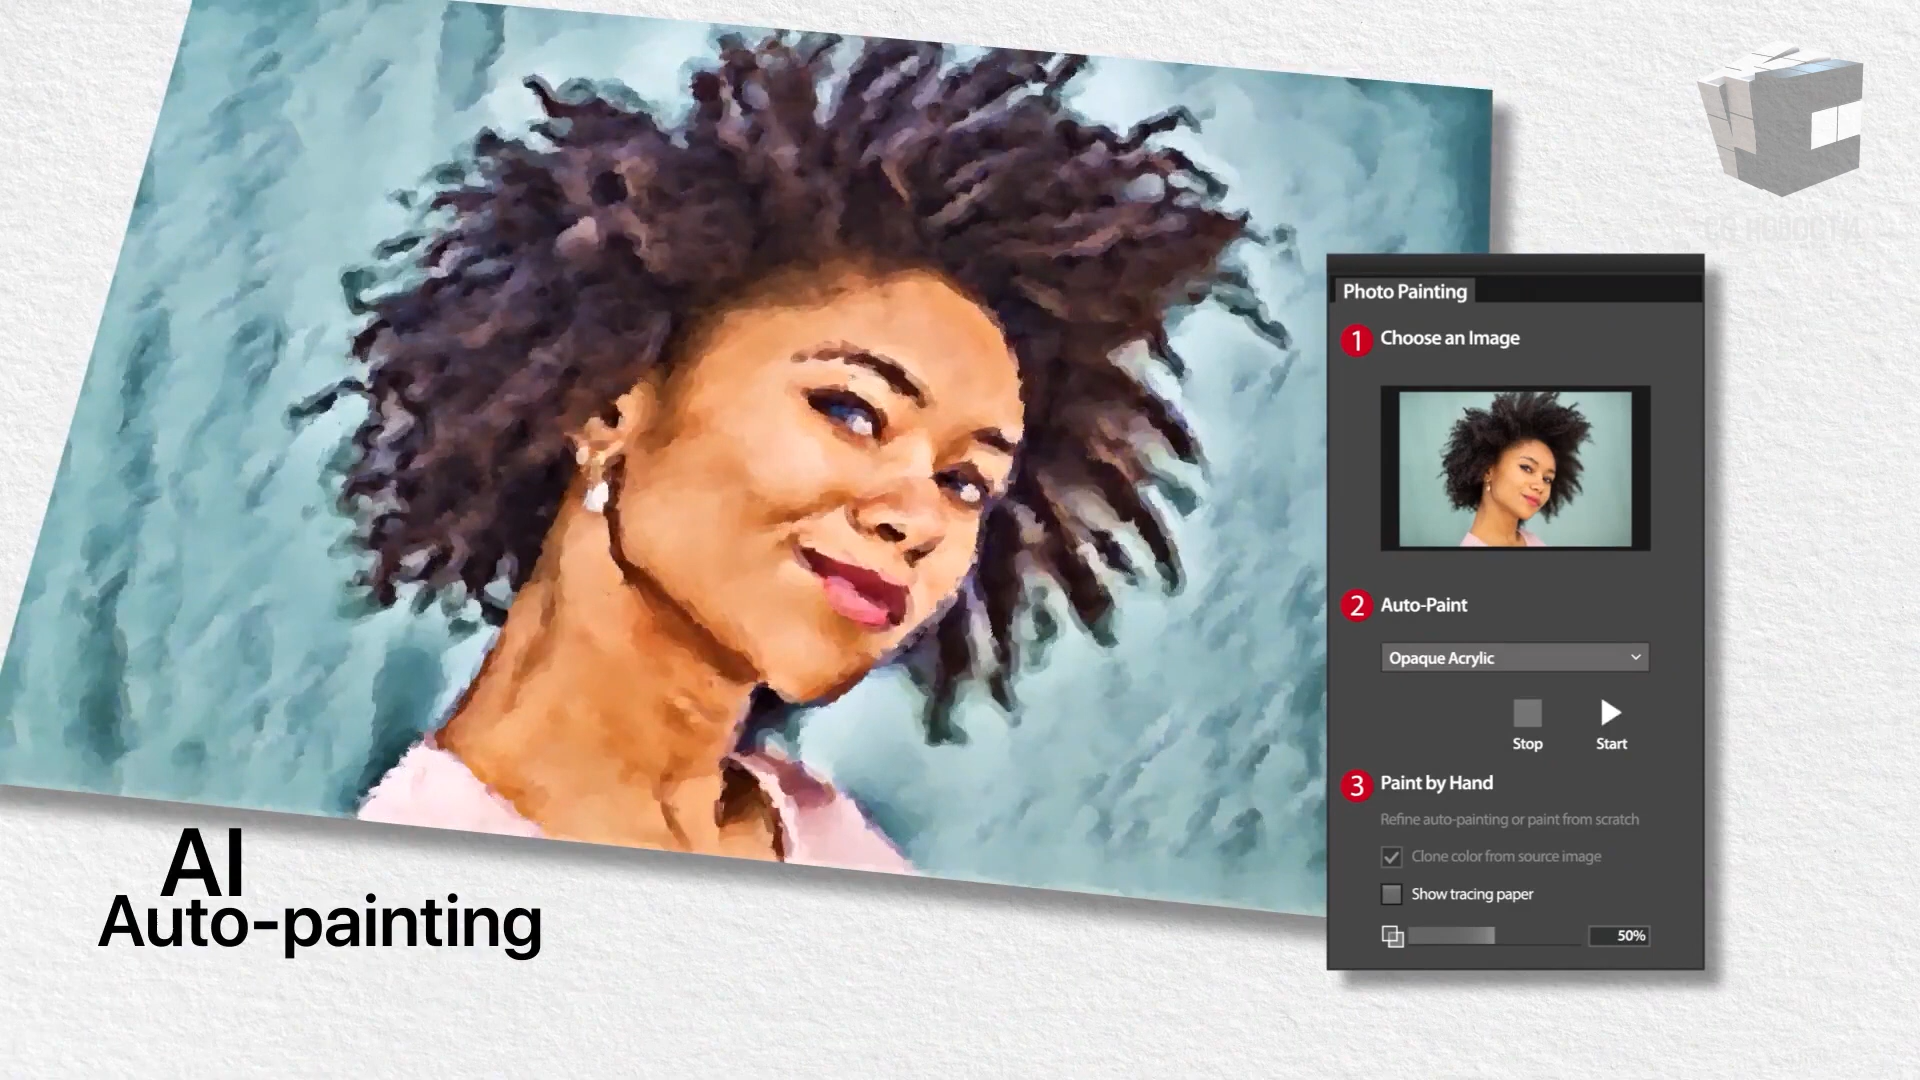 Photo Painting
1 Choose an Image
2 Auto-Paint
Opaque Acrylic
Stop
Start
3 Paint by Hand
Refine auto-painting or paint from scratch
Clone color from source image
Show tracing paper
50%
AI
Auto-painting